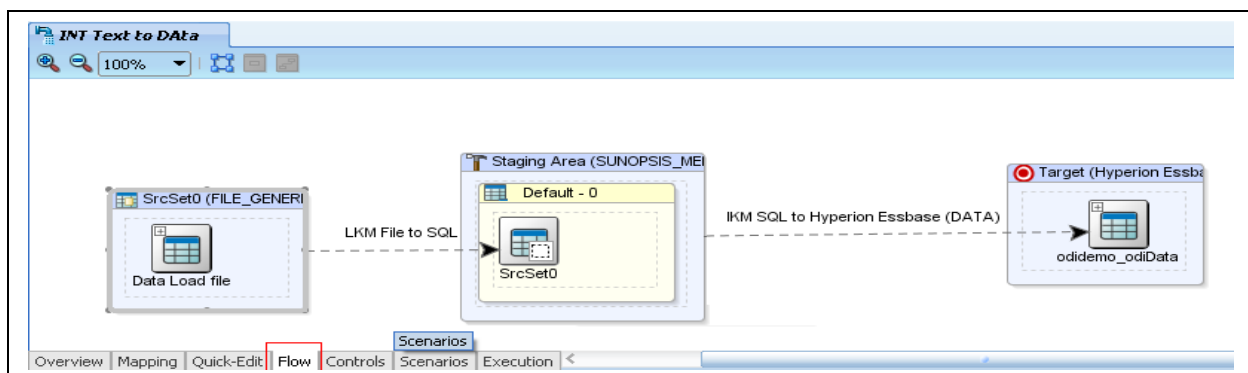 INT Text to DAta
100%
Staging Area (SUNOPSIS_MEI
Target (Hyperion Essba
SrcSet0 (FILE_GENERI
Default - 0
IKM SQL to Hyperion Essbase (DATA)
LKM File to SQL
SrcSet0
odidemo_odiData
Data Load file
Scenarios
Overview Mapping Quick-Edit Flow Controls Scenarios Execution